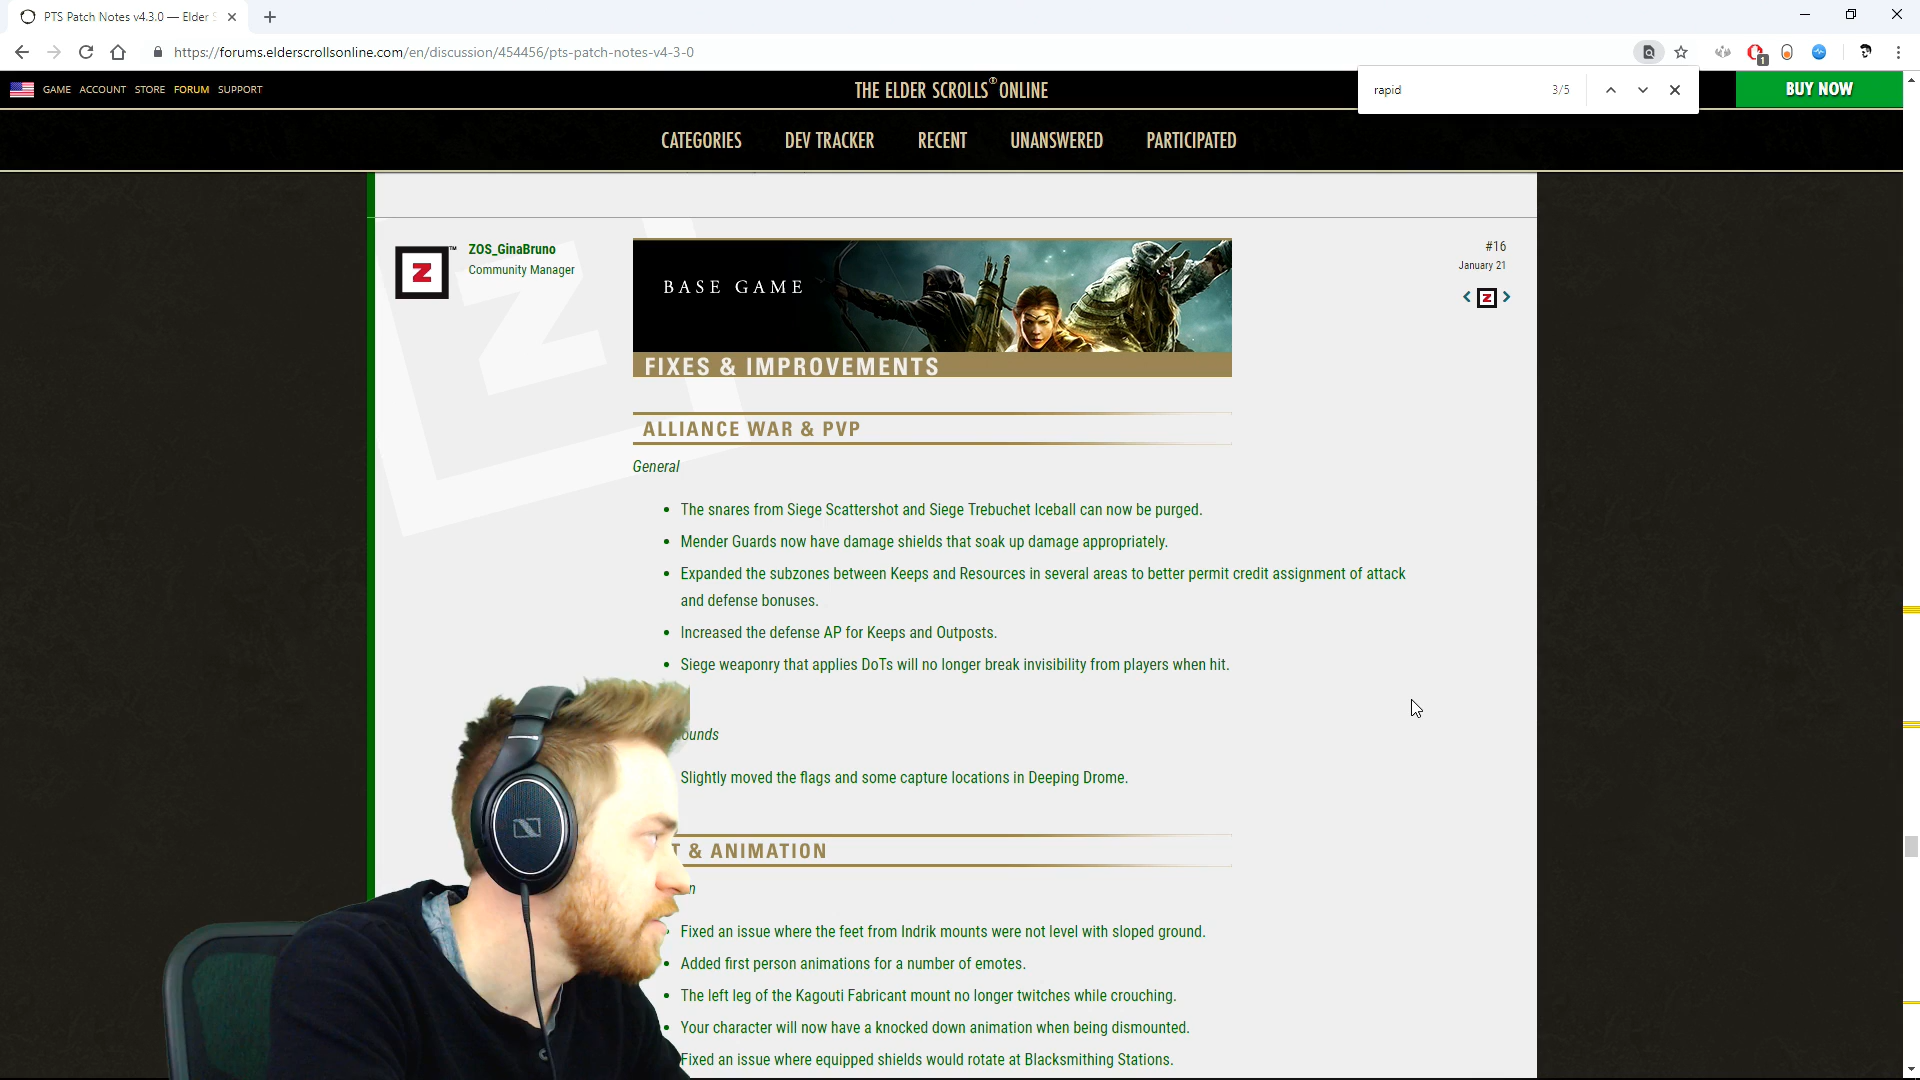 PTS Patch Notes v4.3.0 — Elder S
https://forums.elderscrollsonline.com/en/discussion/454456/pts-patch-notes-v4-3-0
1
rapid 3/5
GAME ACCOUNT STORE FORUM SUPPORT
THE ELDER SCROLLS ONLINE
BUY NOW
CATEGORIES DEV TRACKER RECENT UNANSWERED PARTICIPATED
ZOS_GinaBruno
Community Manager
#16
January 21
BASE GAME
FIXES & IMPROVEMENTS
ALLIANCE WAR & PVP
General
• The snares from Siege Scattershot and Siege Trebuchet Iceball can now be purged.
• Mender Guards now have damage shields that soak up damage appropriately.
• Expanded the subzones between Keeps and Resources in several areas to better permit credit assignment of attack
and defense bonuses.
• Increased the defense AP for Keeps and Outposts.
• Siege weaponry that applies DoTs will no longer break invisibility from players when hit.
ounds
Slightly moved the flags and some capture locations in Deeping Drome.
T & ANIMATION
n
• Fixed an issue where the feet from Indrik mounts were not level with sloped ground.
• Added first person animations for a number of emotes.
• The left leg of the Kagouti Fabricant mount no longer twitches while crouching.
• Your character will now have a knocked down animation when being dismounted.
Fixed an issue where equipped shields would rotate at Blacksmithing Stations.